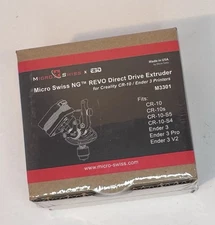 MICRO SWISS x E3D
Made in USA
Micro Swiss NG™ REVO Direct Drive Extruder
for Creality CR-10 / Ender 3 Printers
M3301
Fits:
CR-10
CR-10s
CR-10-S5
CR-10-S4
Ender 3
Ender 3 Pro
Ender 3 V2
www.micro-swiss.com